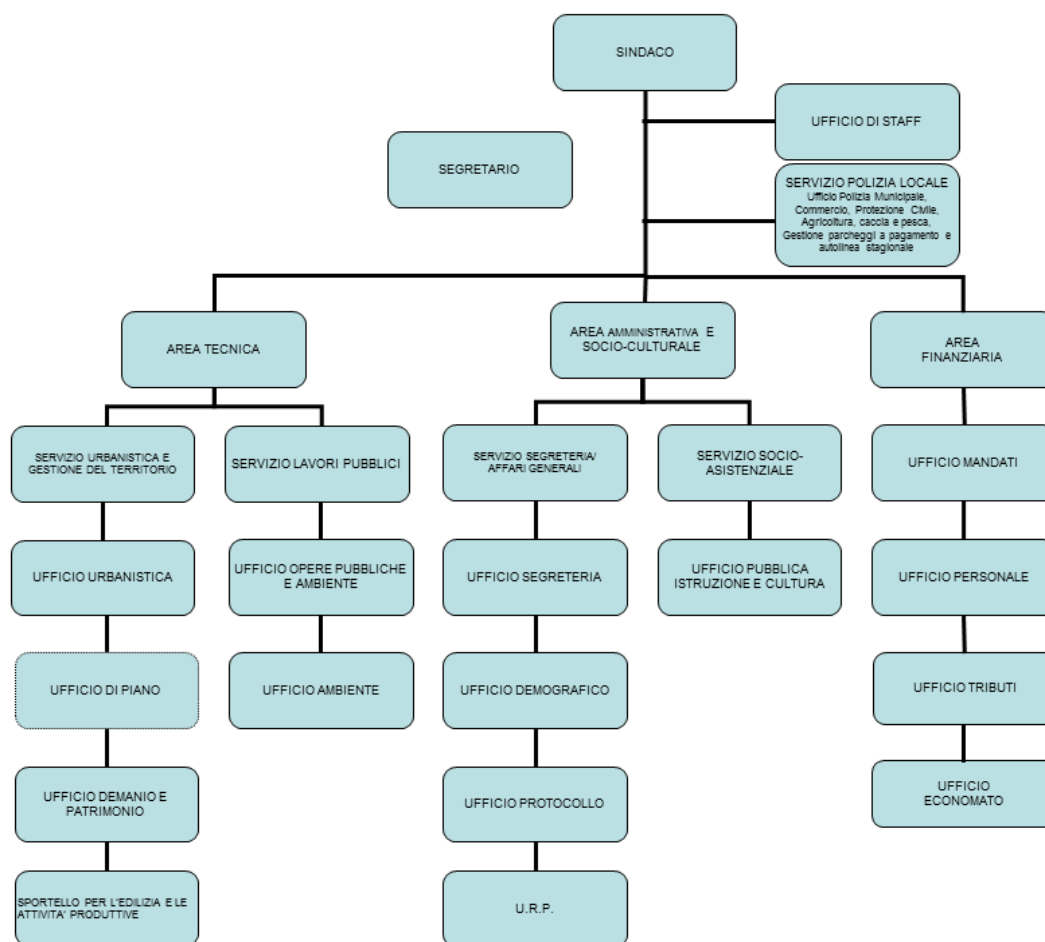 SINDACO
UFFICIO DI STAFF
SEGRETARIO
SERVIZIO POLIZIA LOCALE
Ufficio Polizia Municipale,
Commercio, Protezione Civile,
Agricoltura, caccia e pesca,
Gestione parcheggi a pagamento e
autolinea stagionale
AREA TECNICA
AREA AMMINISTRATIVA E
SOCIO-CULTURALE
AREA
FINANZIARIA
SERVIZIO URBANISTICA E
GESTIONE DEL TERRITORIO
SERVIZIO LAVORI PUBBLICI
SERVIZIO SEGRETERIA/
AFFARI GENERALI
SERVIZIO SOCIO-
ASISTENZIALE
UFFICIO MANDATI
UFFICIO URBANISTICA
UFFICIO OPERE PUBBLICHE
E AMBIENTE
UFFICIO SEGRETERIA
UFFICIO PUBBLICA
ISTRUZIONE E CULTURA
UFFICIO PERSONALE
UFFICIO DI PIANO
UFFICIO AMBIENTE
UFFICIO DEMOGRAFICO
UFFICIO TRIBUTI
UFFICIO DEMANIO E
PATRIMONIO
UFFICIO PROTOCOLLO
UFFICIO
ECONOMATO
SPORTELLO PER L'EDILIZIA E LE
ATTIVITA' PRODUTTIVE
U.R.P.